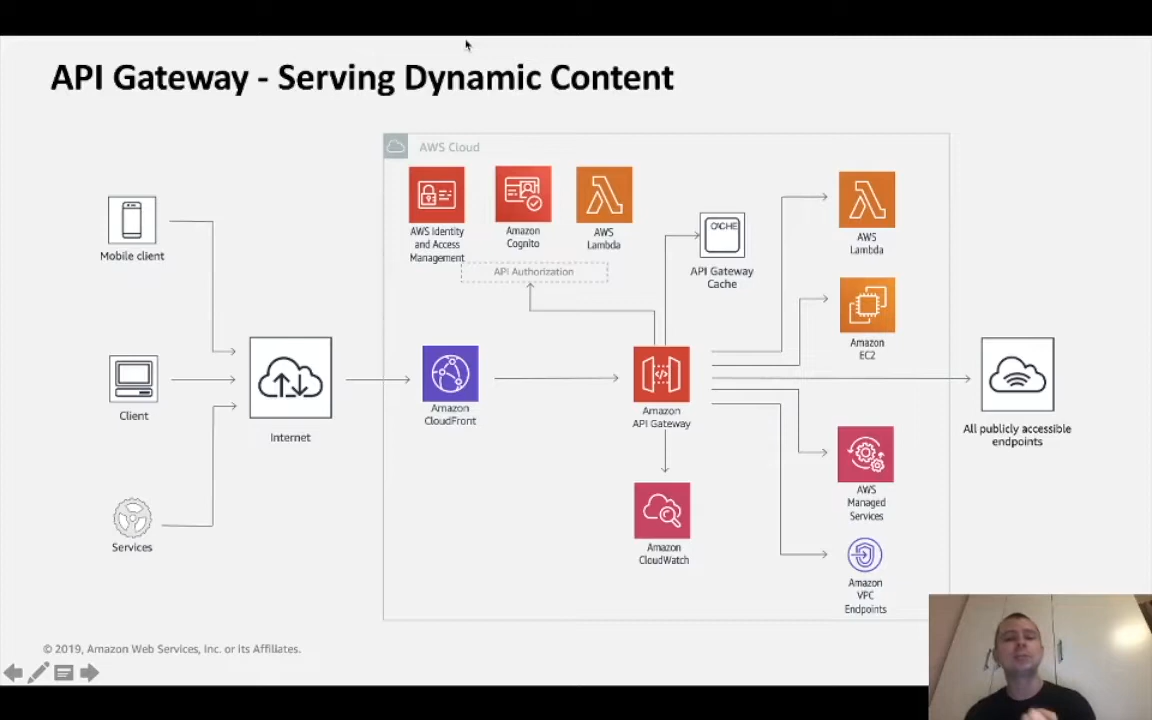 API Gateway - Serving Dynamic Content
AWS Cloud
AWS Identity
and Access
Management
Amazon
Cognito
AWS
Lambda
API Authorization
CACHE
API Gateway
Cache
AWS
Lambda
Amazon
EC2
Mobile client
Client
Services
Internet
Amazon
CloudFront
Amazon
API Gateway
Amazon
CloudWatch
AWS
Managed
Services
Amazon
VPC
Endpoints
All publicly accessible
endpoints
© 2019, Amazon Web Services, Inc. or its Affiliates.